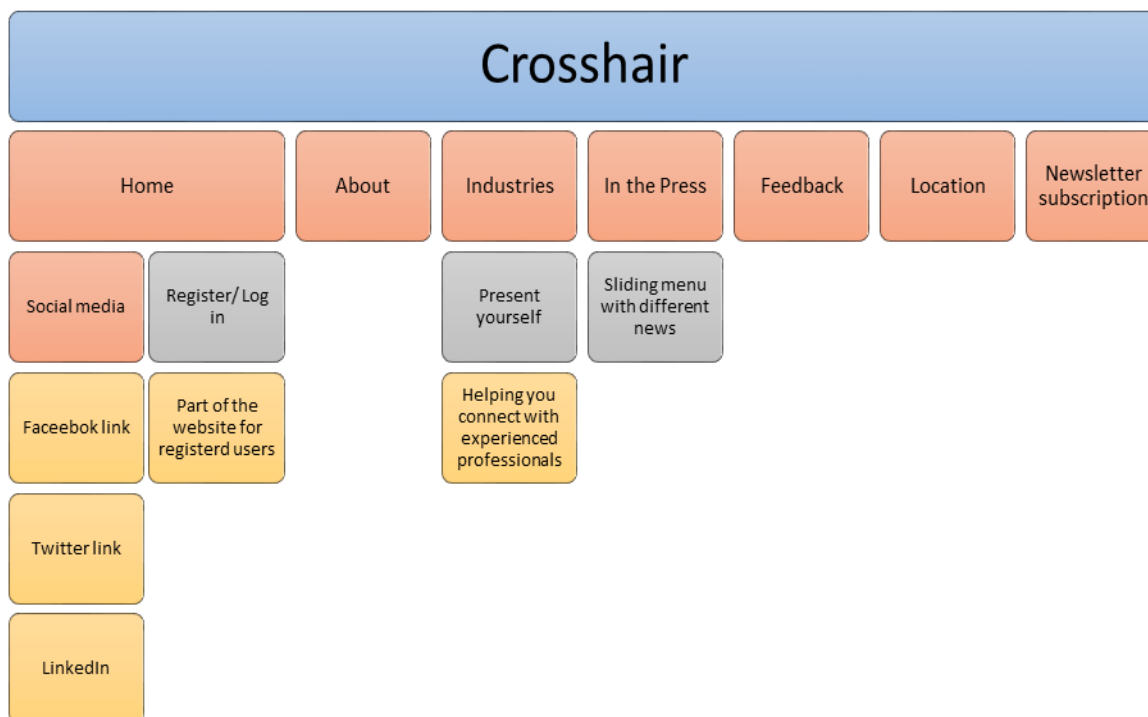 Crosshair
Home
About
Industries
In the Press
Feedback
Location
Newsletter
subscription
Social media
Register/ Log
in
Present
yourself
Sliding menu
with different
news
Faceebok link
Part of the
website for
registerd users
Helping you
connect with
experienced
professionals
Twitter link
LinkedIn